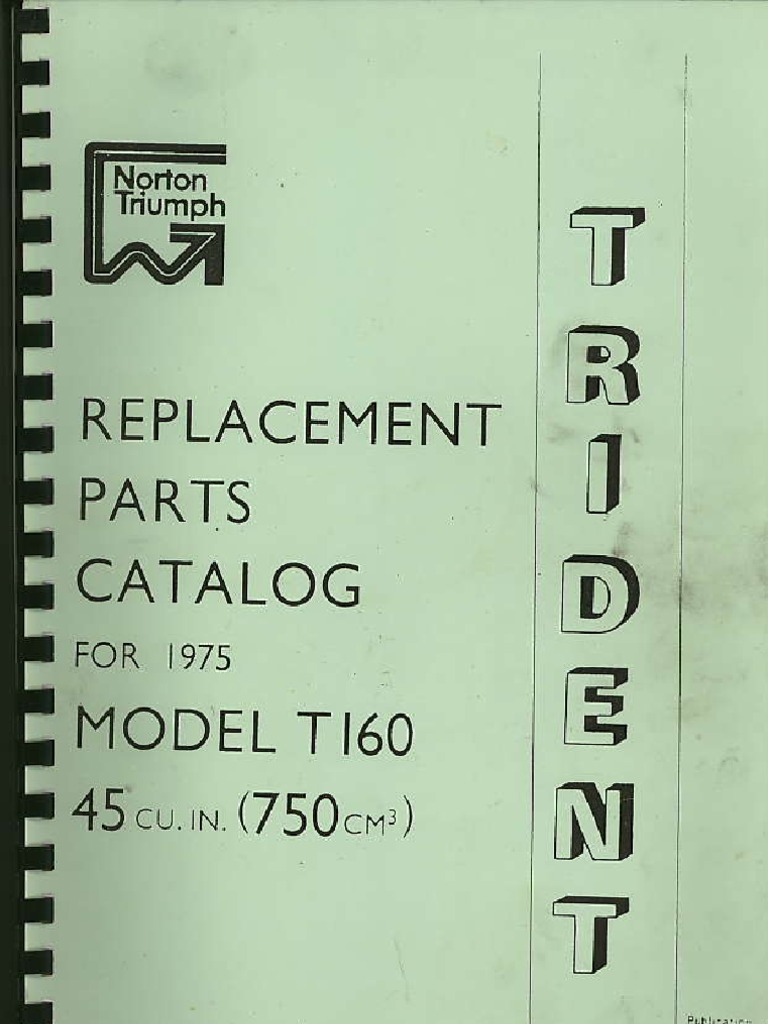 Norton
Triumph
REPLACEMENT
PARTS
CATALOG
FOR 1975
MODEL T160
45 CU. IN. (750 CM³)
TRIDENT